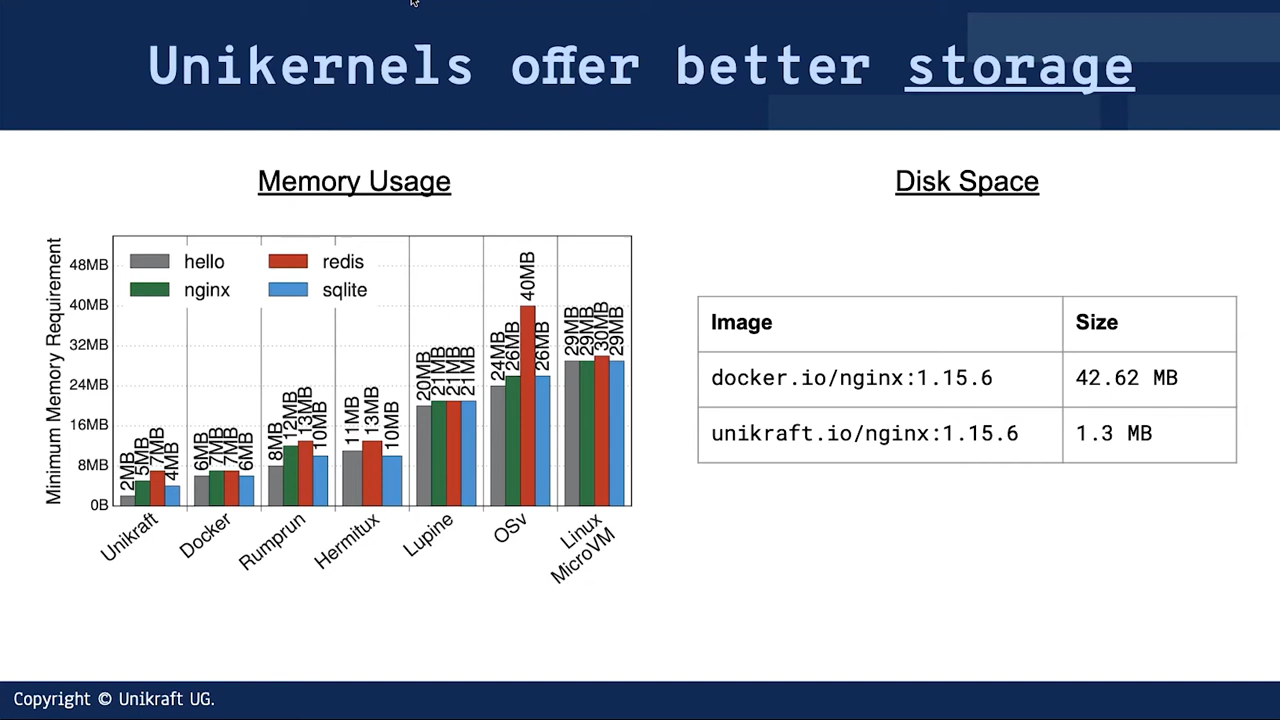 Unikernels offer better storage
Memory Usage
Disk Space
Minimum Memory Requirement
48MB
40MB
32MB
24MB
16MB
8MB
0B
hello
redis
nginx
sqlite
2MB 5MB 7MB 4MB
6MB 7MB 7MB 6MB
8MB 12MB 13MB 10MB
11MB 13MB 10MB
20MB 21MB 21MB 21MB
24MB 26MB 40MB 26MB
29MB 29MB 30MB 29MB
Unikraft
Docker
Rumprun
Hermitux
Lupine
OSv
Linux
MicroVM
Image Size
docker.io/nginx:1.15.6 42.62 MB
unikraft.io/nginx:1.15.6 1.3 MB
Copyright © Unikraft UG.